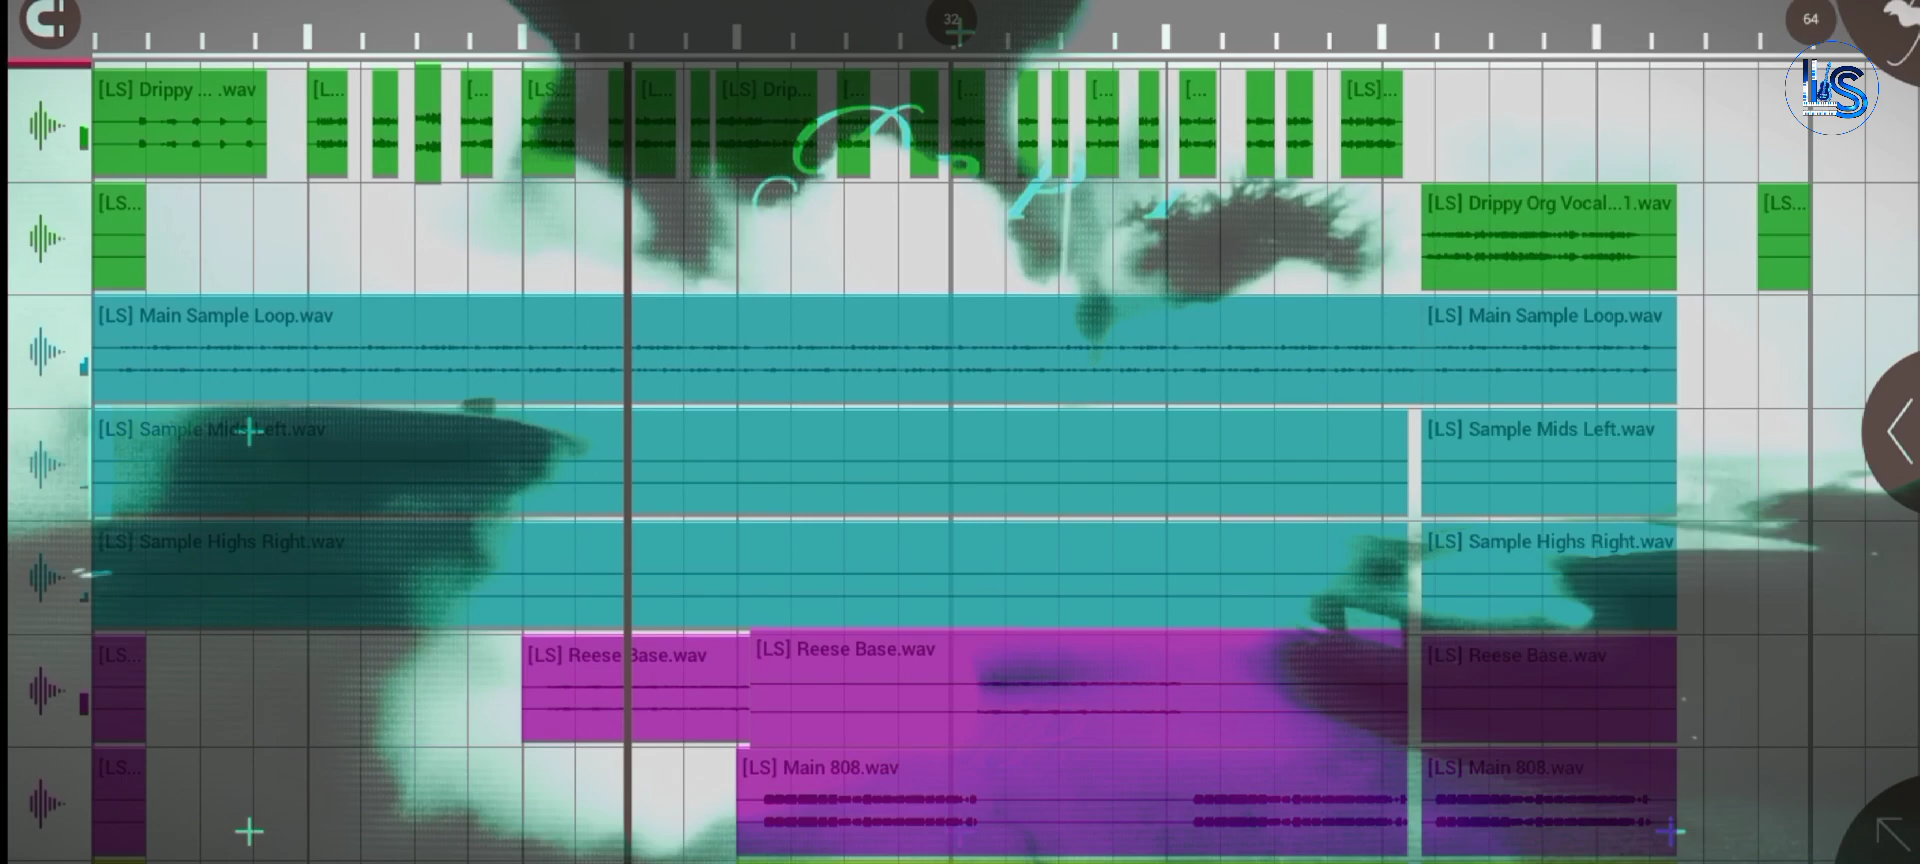 32
64
LS
[LS] Drippy ... .wav
[L...
[...
[LS...
[L...
[LS] Drip...
[...
[...
[...
[...
[LS]...
[LS...
[LS] Drippy Org Vocal...1.wav
[LS...
[LS] Main Sample Loop.wav
[LS] Main Sample Loop.wav
[LS] Sample Mids Left.wav
[LS] Sample Mids Left.wav
[LS] Sample Highs Right.wav
[LS] Sample Highs Right.wav
[LS...
[LS] Reese Base.wav
[LS] Reese Base.wav
[LS] Reese Base.wav
[LS...
[LS] Main 808.wav
[LS] Main 808.wav